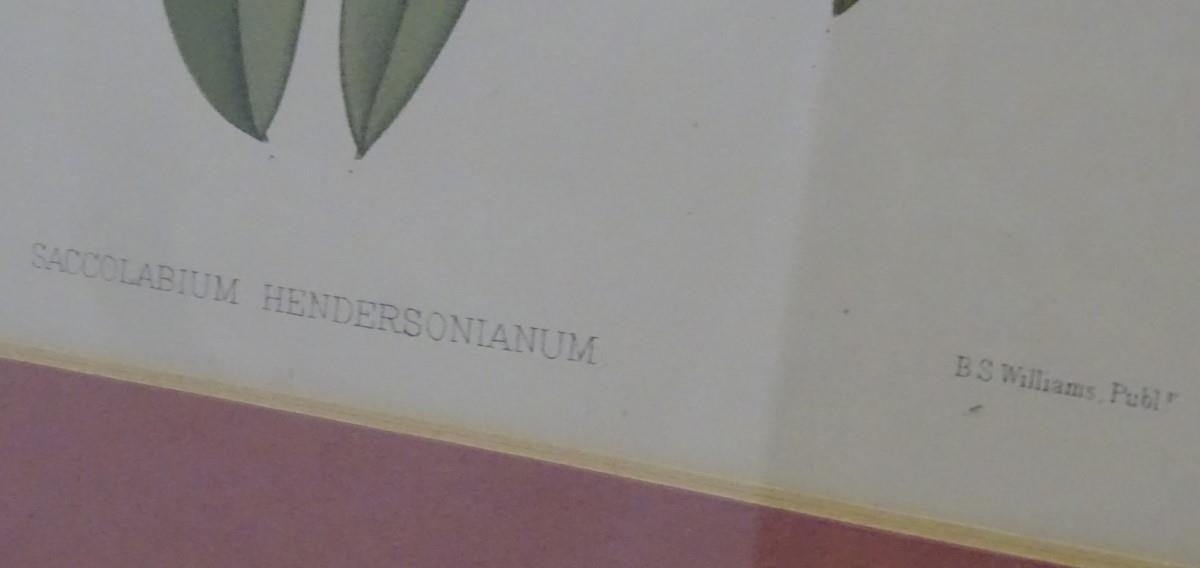 SACCOLABIUM HENDERSONIANUM
B.S Williams, Publr